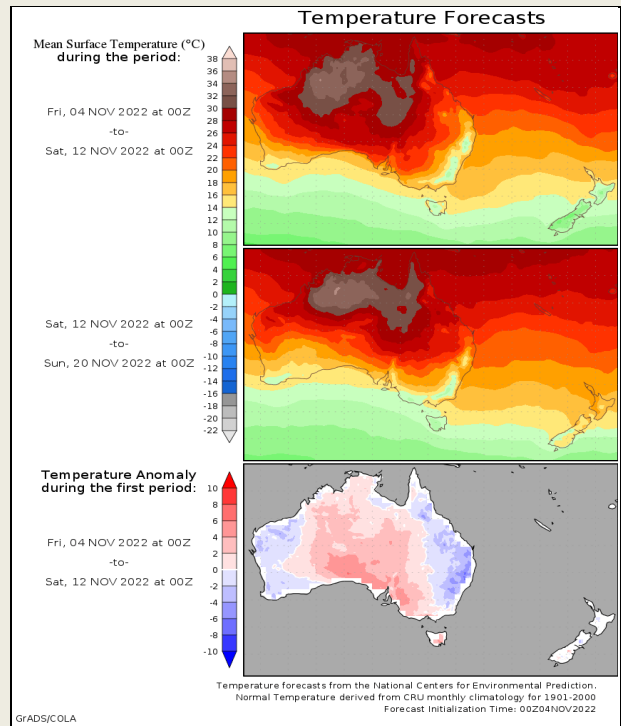 Temperature Forecasts
Mean Surface Temperature (°C)
during the period:
Fri, 04 NOV 2022 at 00Z
-to-
Sat, 12 NOV 2022 at 00Z
38
36
34
32
30
28
26
24
22
20
18
16
14
12
10
8
6
4
2
0
-2
-4
-6
-8
-10
-12
-14
-16
-18
-20
-22
Sat, 12 NOV 2022 at 00Z
-to-
Sun, 20 NOV 2022 at 00Z
Temperature Anomaly
during the first period:
Fri, 04 NOV 2022 at 00Z
-to-
Sat, 12 NOV 2022 at 00Z
10
8
6
4
2
0
-2
-4
-6
-8
-10
Temperature forecasts from the National Centers for Environmental Prediction.
Normal Temperature derived from CRU monthly climatology for 1901-2000
Forecast Initialization Time: 00Z04NOV2022
GrADS/COLA